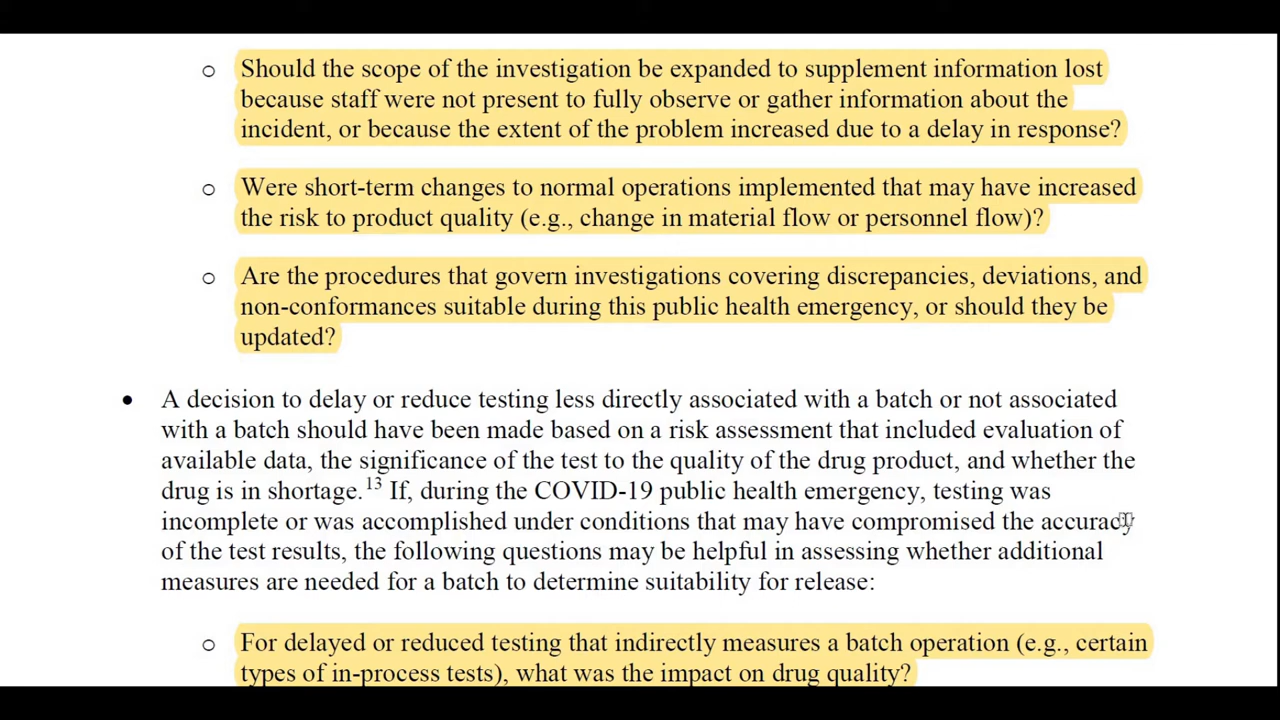 o Should the scope of the investigation be expanded to supplement information lost
because staff were not present to fully observe or gather information about the
incident, or because the extent of the problem increased due to a delay in response?
o Were short-term changes to normal operations implemented that may have increased
the risk to product quality (e.g., change in material flow or personnel flow)?
o Are the procedures that govern investigations covering discrepancies, deviations, and
non-conformances suitable during this public health emergency, or should they be
updated?
• A decision to delay or reduce testing less directly associated with a batch or not associated
with a batch should have been made based on a risk assessment that included evaluation of
available data, the significance of the test to the quality of the drug product, and whether the
drug is in shortage.13 If, during the COVID-19 public health emergency, testing was
incomplete or was accomplished under conditions that may have compromised the accuracy
of the test results, the following questions may be helpful in assessing whether additional
measures are needed for a batch to determine suitability for release:
o For delayed or reduced testing that indirectly measures a batch operation (e.g., certain
types of in-process tests), what was the impact on drug quality?